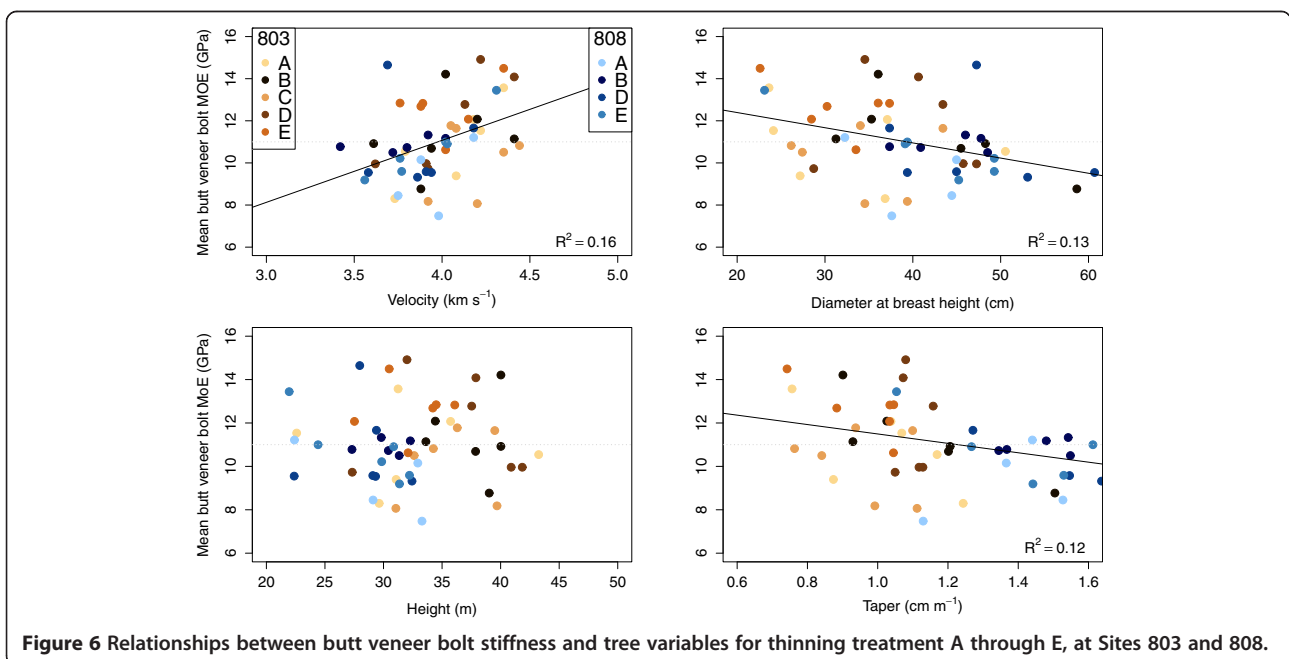 803
A
B
C
D
E
808
A
B
D
E
Mean butt veneer bolt MOE (GPa)
16
14
12
10
8
6
R² = 0.16
3.0 3.5 4.0 4.5 5.0
Velocity (km s⁻¹)
16
14
12
10
8
6
R² = 0.13
20 30 40 50 60
Diameter at breast height (cm)
Mean butt veneer bolt MoE (GPa)
16
14
12
10
8
6
20 25 30 35 40 45 50
Height (m)
16
14
12
10
8
6
R² = 0.12
0.6 0.8 1.0 1.2 1.4 1.6
Taper (cm m⁻¹)
Figure 6 Relationships between butt veneer bolt stiffness and tree variables for thinning treatment A through E, at Sites 803 and 808.